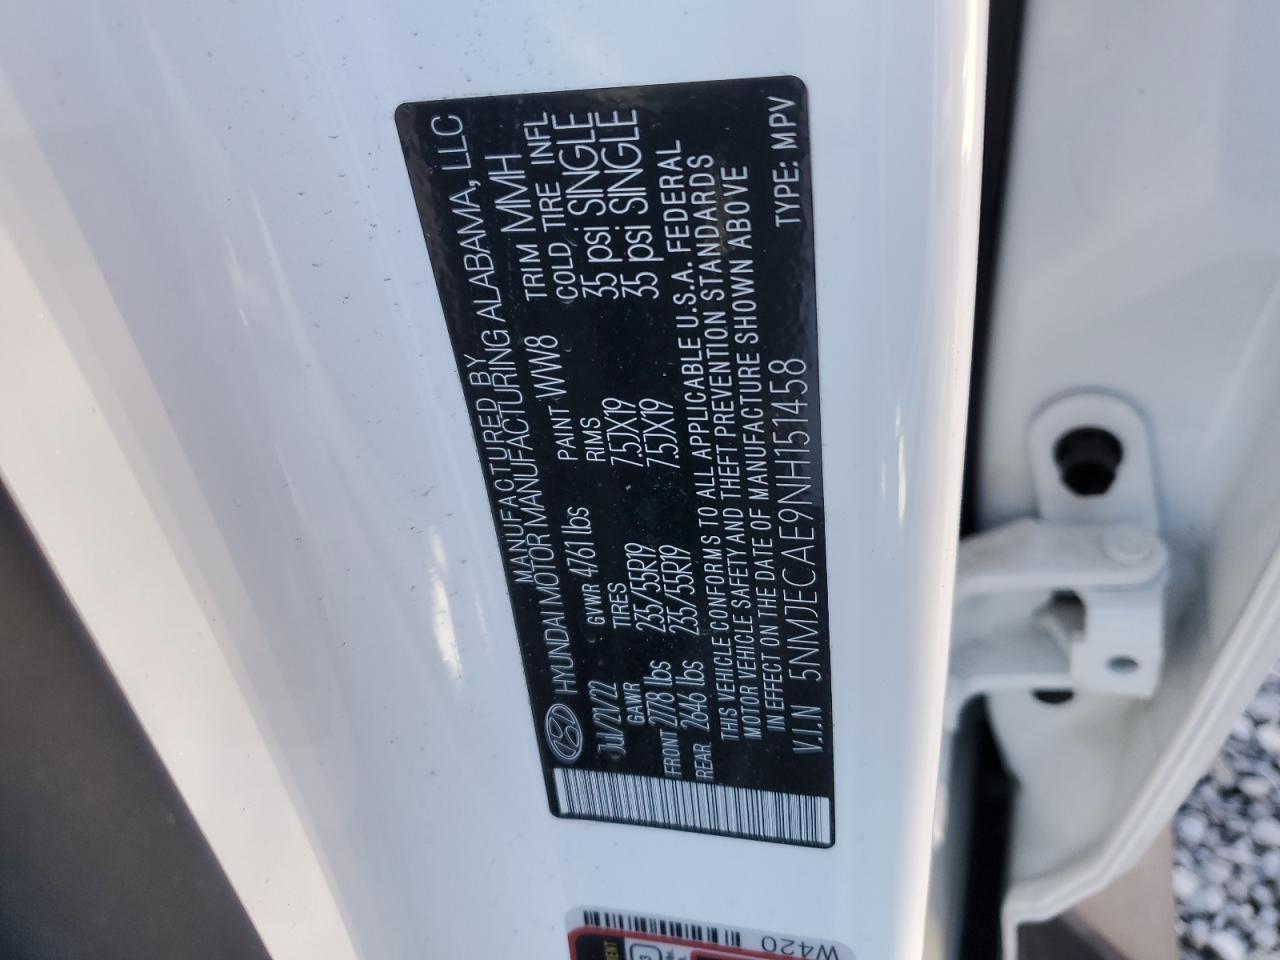 MANUFACTURED BY
HYUNDAI MOTOR MANUFACTURING ALABAMA, LLC
Jul/21/22 GVWR 4761 lbs PAINT WW8 TRIM MMH
GAWR TIRES RIMS COLD TIRE INFL
FRONT 2778 lbs 235/55R19 7.5JX19 35 psi SINGLE
REAR 2646 lbs 235/55R19 7.5JX19 35 psi SINGLE
THIS VEHICLE CONFORMS TO ALL APPLICABLE U.S.A. FEDERAL
MOTOR VEHICLE SAFETY AND THEFT PREVENTION STANDARDS
IN EFFECT ON THE DATE OF MANUFACTURE SHOWN ABOVE
V.I.N 5NMJECAE9NH151458 TYPE: MPV
W420